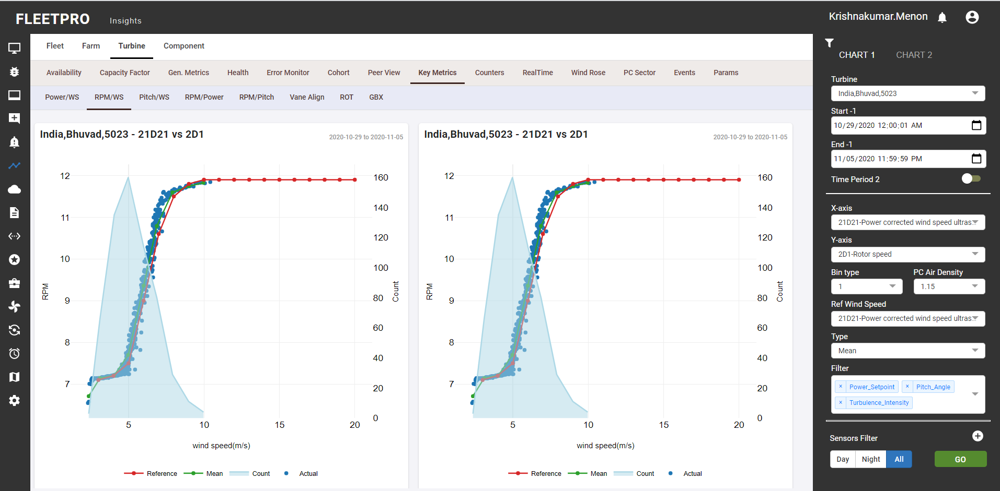 FLEETPRO
Insights
Krishnakumar.Menon
Fleet Farm Turbine Component
Availability Capacity Factor Gen. Metrics Health Error Monitor Cohort Peer View Key Metrics Counters RealTime Wind Rose PC Sector Events Params
Power/WS RPM/WS Pitch/WS RPM/Power RPM/Pitch Vane Align ROT GBX
India,Bhuvad,5023 - 21D21 vs 2D1
2020-10-29 to 2020-11-05
12
11
10
9
8
7
RPM
160
140
120
100
80
60
40
20
0
Count
5 10 15 20
wind speed(m/s)
Reference Mean Count Actual
India,Bhuvad,5023 - 21D21 vs 2D1
2020-10-29 to 2020-11-05
12
11
10
9
8
7
RPM
160
140
120
100
80
60
40
20
0
Count
5 10 15 20
wind speed(m/s)
Reference Mean Count Actual
CHART 1 CHART 2
Turbine
India,Bhuvad,5023
Start -1
10/29/2020 12:00:01 AM
End -1
11/05/2020 11:59:59 PM
Time Period 2
X-axis
21D21-Power corrected wind speed ultras...
Y-axis
2D1-Rotor speed
Bin type PC Air Density
1 1.15
Ref Wind Speed
21D21-Power corrected wind speed ultras...
Type
Mean
Filter
× Power_Setpoint × Pitch_Angle
× Turbulence_Intensity
Sensors Filter
Day Night All GO